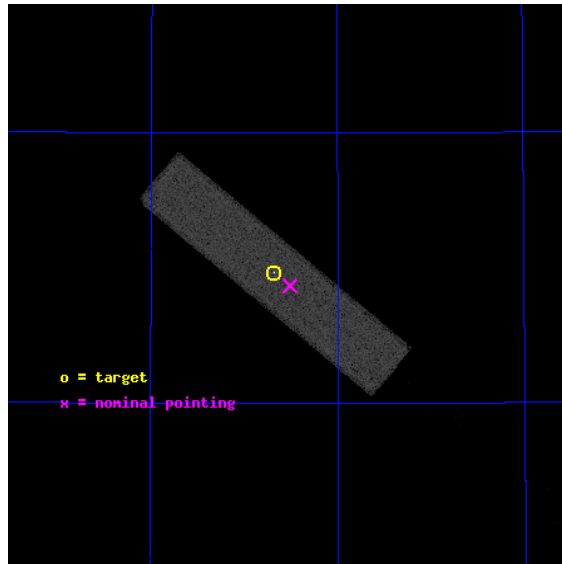 o = target
x = nominal pointing